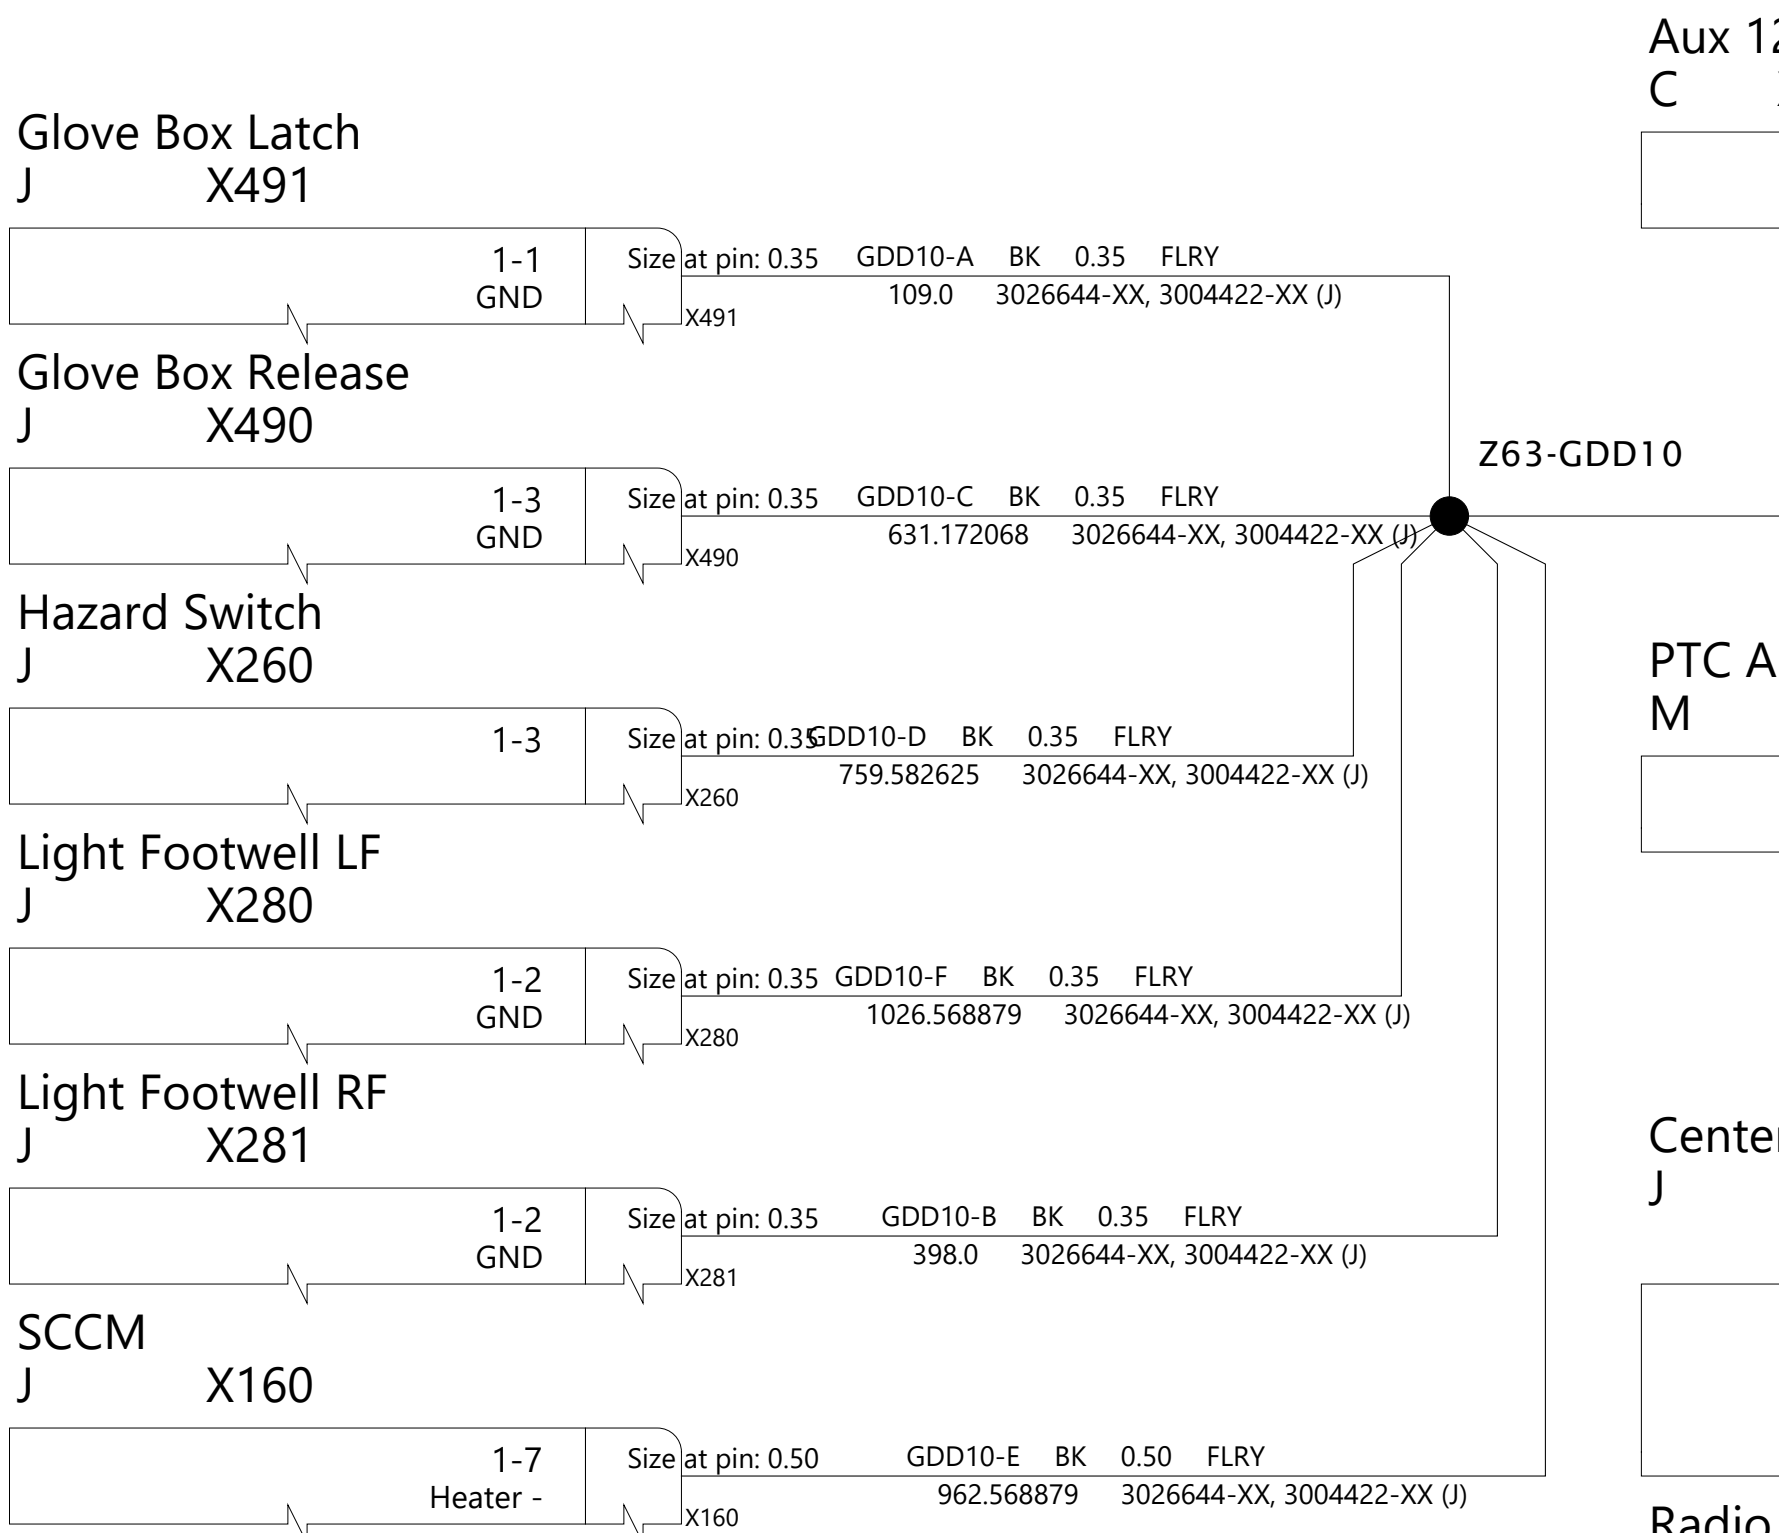 Glove Box Latch
J X491
1-1
GND
Size at pin: 0.35 GDD10-A BK 0.35 FLRY
109.0 3026644-XX, 3004422-XX (J)
X491
Glove Box Release
J X490
1-3
GND
Size at pin: 0.35 GDD10-C BK 0.35 FLRY
631.172068 3026644-XX, 3004422-XX (J)
X490
Hazard Switch
J X260
1-3
Size at pin: 0.35 GDD10-D BK 0.35 FLRY
759.582625 3026644-XX, 3004422-XX (J)
X260
Light Footwell LF
J X280
1-2
GND
Size at pin: 0.35 GDD10-F BK 0.35 FLRY
1026.568879 3026644-XX, 3004422-XX (J)
X280
Light Footwell RF
J X281
1-2
GND
Size at pin: 0.35 GDD10-B BK 0.35 FLRY
398.0 3026644-XX, 3004422-XX (J)
X281
SCCM
J X160
1-7
Heater -
Size at pin: 0.50 GDD10-E BK 0.50 FLRY
962.568879 3026644-XX, 3004422-XX (J)
X160
Z63-GDD10
Aux
C
PTC A
M
J
Radio